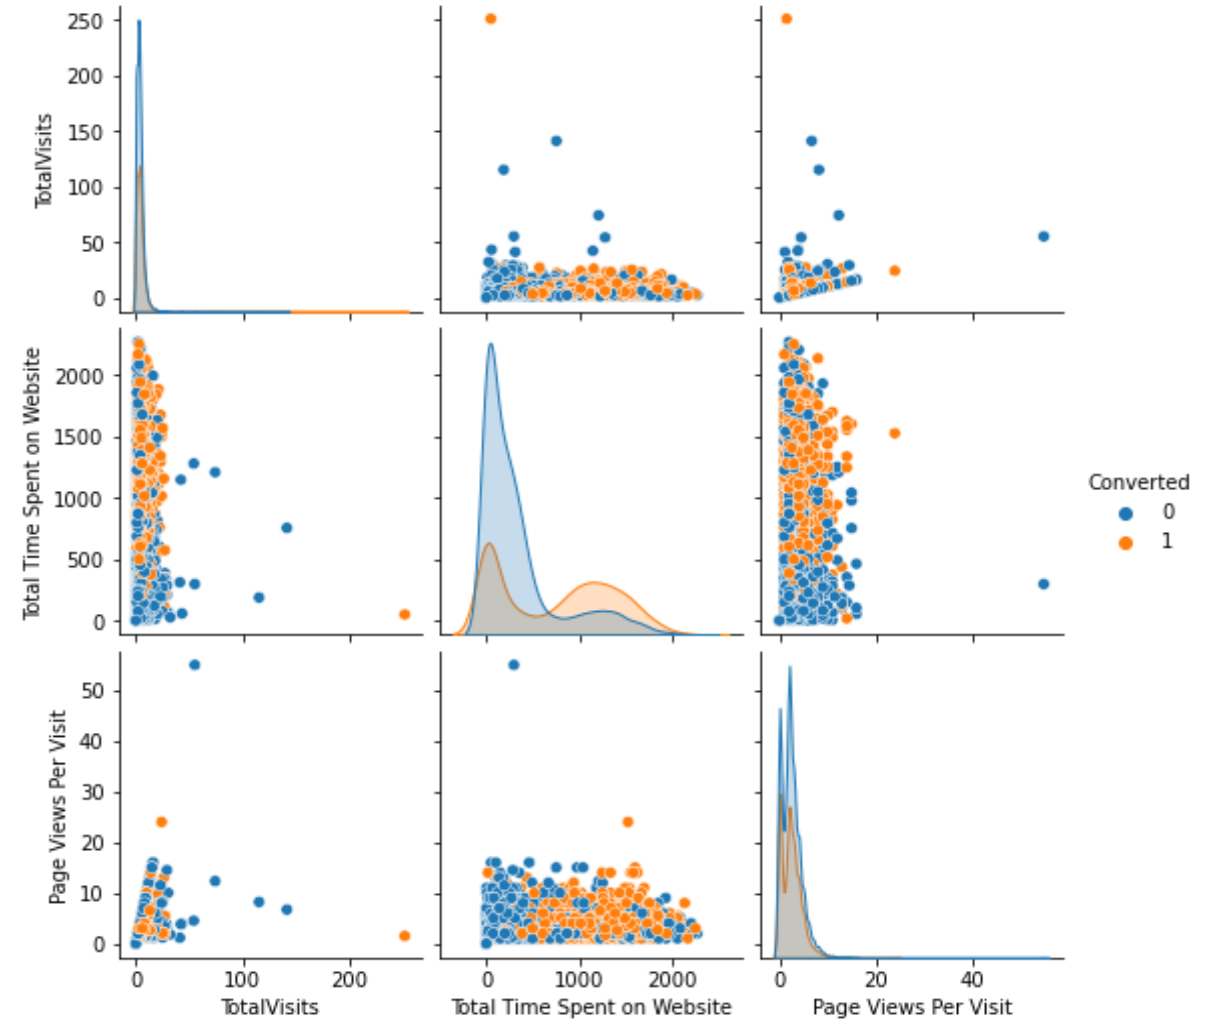 250
200
150
100
50
0
TotalVisits
2000
1500
1000
500
0
Total Time Spent on Website
Converted
0
1
50
40
30
20
10
0
Page Views Per Visit
0 100 200
0 1000 2000
0 20 40
TotalVisits
Total Time Spent on Website
Page Views Per Visit